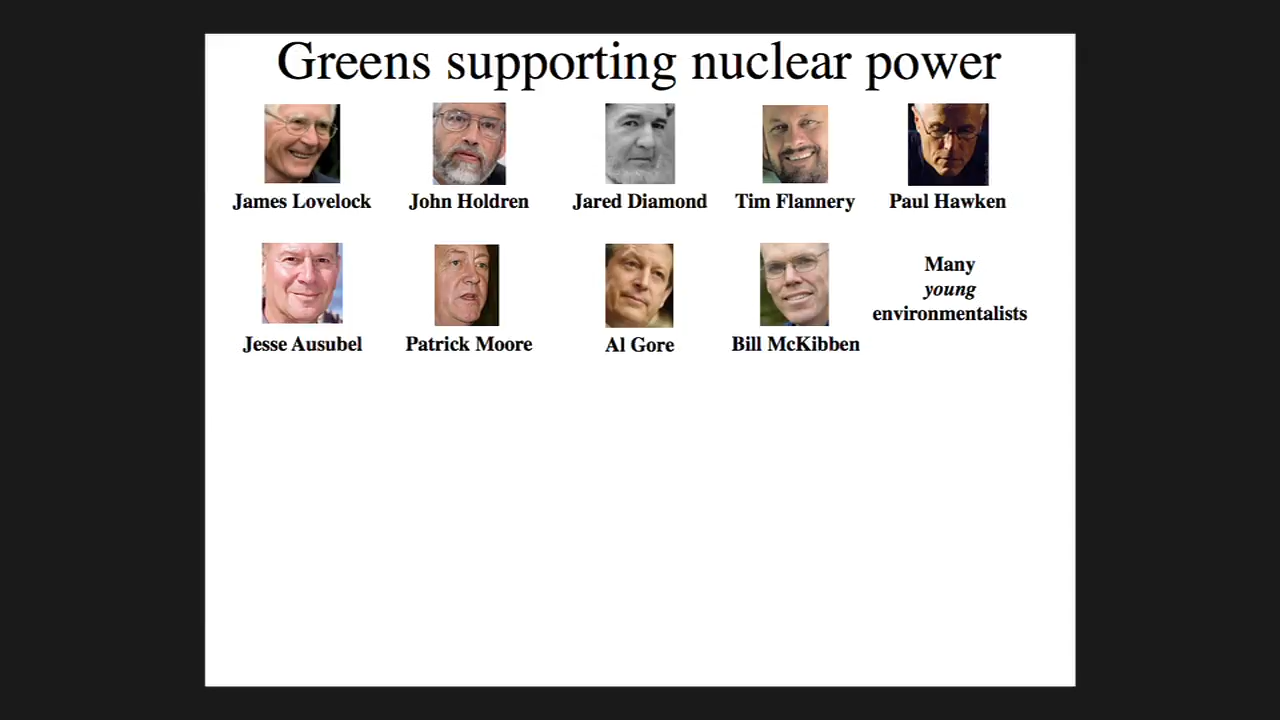 Greens supporting nuclear power
James Lovelock
John Holdren
Jared Diamond
Tim Flannery
Paul Hawken
Jesse Ausubel
Patrick Moore
Al Gore
Bill McKibben
Many
young
environmentalists